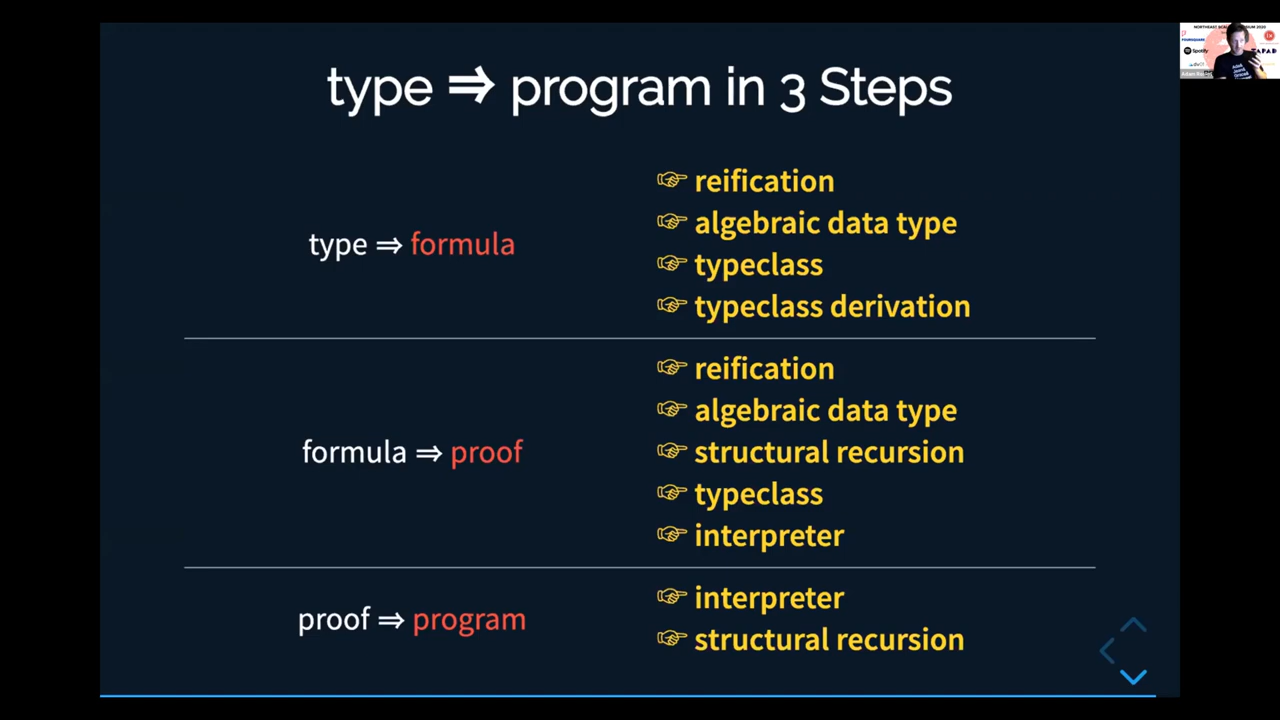 type ⇒ program in 3 Steps
type ⇒ formula
☞ reification
☞ algebraic data type
☞ typeclass
☞ typeclass derivation
formula ⇒ proof
☞ reification
☞ algebraic data type
☞ structural recursion
☞ typeclass
☞ interpreter
proof ⇒ program
☞ interpreter
☞ structural recursion
Spotify